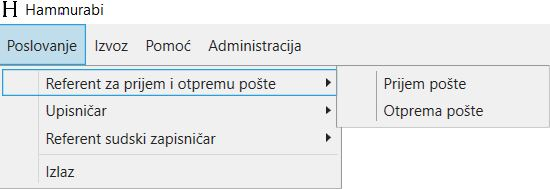 H Hammurabi
Poslovanje Izvoz Pomoć Administracija
Referent za prijem i otpremu pošte
Prijem pošte
Otprema pošte
Upisničar
Referent sudski zapisničar
Izlaz